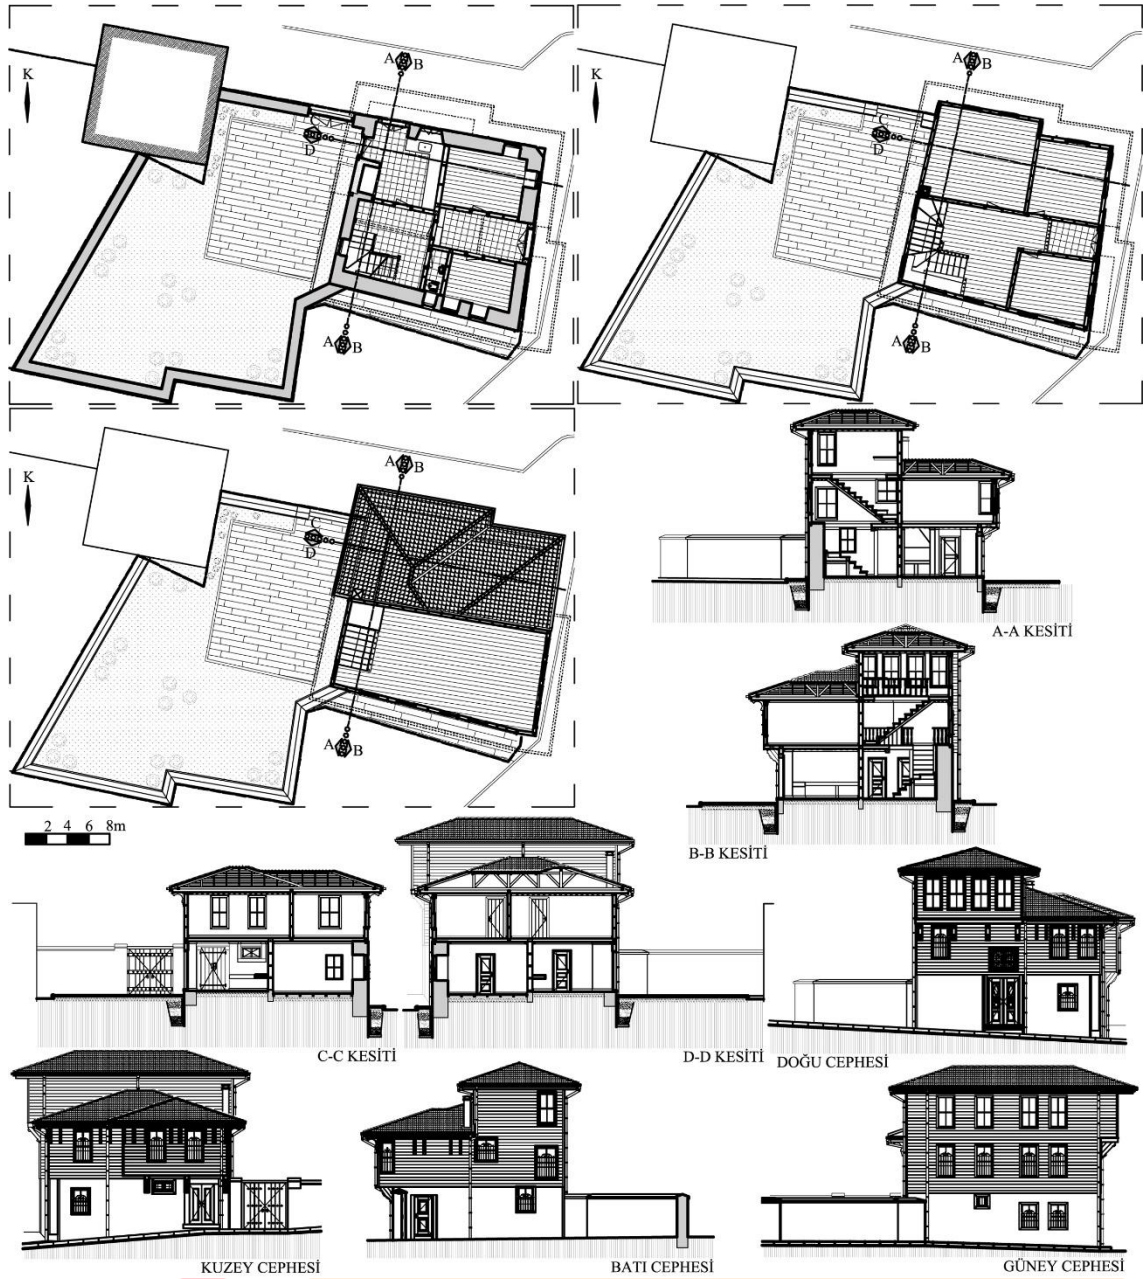 A B
K
C
D
A B
A B
K
C
D
A B
A B
K
C
D
A B
A-A KESİTİ
2 4 6 8m
B-B KESİTİ
C-C KESİTİ
D-D KESİTİ
DOĞU CEPHESİ
KUZEY CEPHESİ
BATI CEPHESİ
GÜNEY CEPHESİ